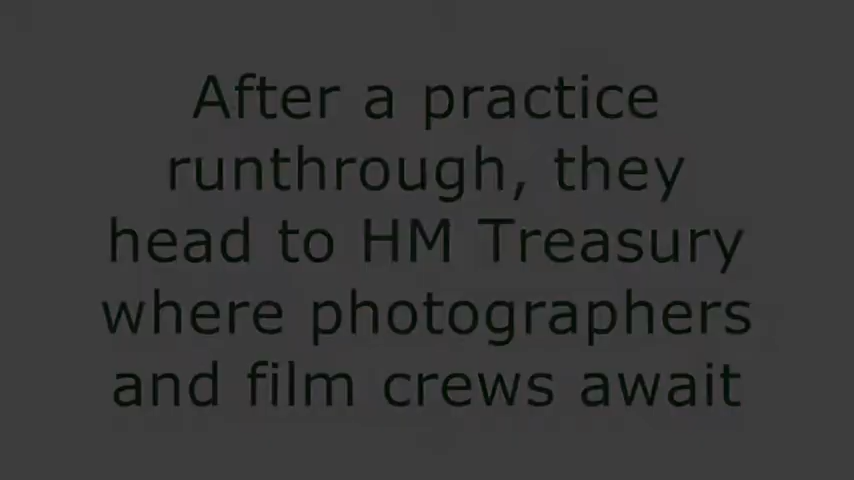 After a practice
runthrough, they
head to HM Treasury
where photographers
and film crews await